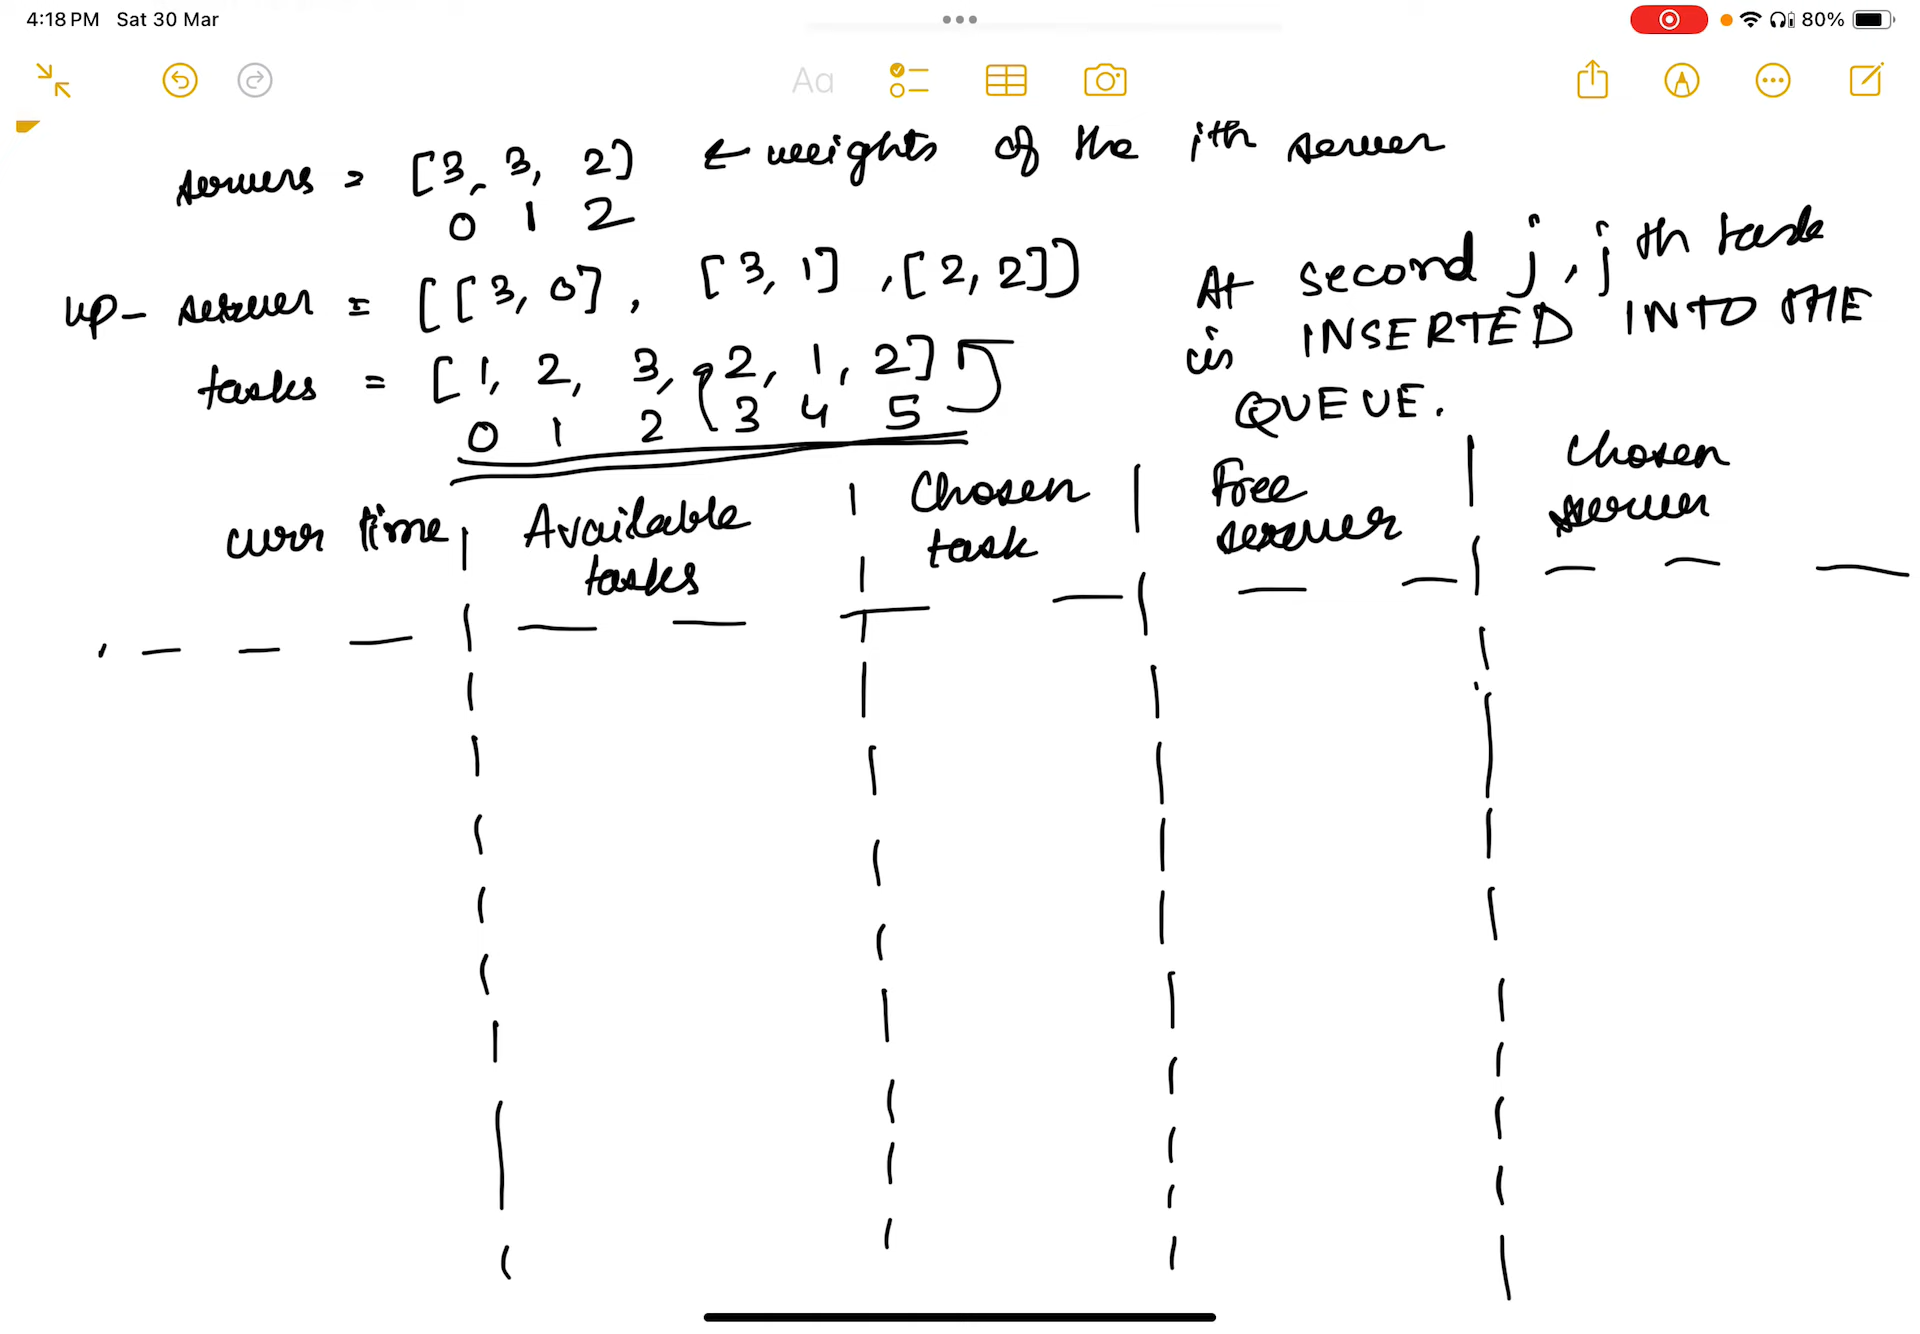 4:18 PM Sat 30 Mar
80%
Aa
servers = [3, 3, 2] ← weights of the ith server
0 1 2
up-server = [[3, 0], [3, 1], [2, 2]]
At second j, jth task
is INSERTED INTO THE
QUEUE.
tasks = [1, 2, 3, 2, 1, 2]
0 1 2 3 4 5
curr time | Available tasks | Chosen task | Free server | Chosen server